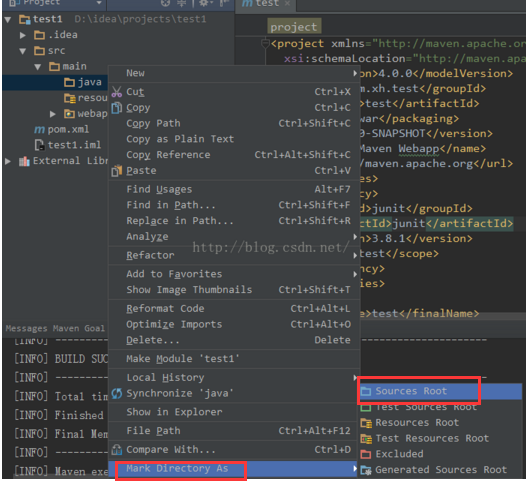 Project
test1 D:\idea\projects\test1
.idea
src
main
java
resou
webap
pom.xml
test1.iml
External Libr
test
project
<project xmlns="http://maven.apache.or
xsi:schemaLocation="http://maven.apac
on>4.0.0</modelVersion>
m.xh.test</groupId>
>test</artifactId>
war</packaging>
0-SNAPSHOT</version>
Maven Webapp</name>
/maven.apache.org</url>
es>
cy>
d>junit</groupId>
ctId>junit</artifactId>
n>3.8.1</version>
test</scope>
ncy>
ies>
e>test</finalName>
New
Cut Ctrl+X
Copy Ctrl+C
Copy Path Ctrl+Shift+C
Copy as Plain Text
Copy Reference Ctrl+Alt+Shift+C
Paste Ctrl+V
Find Usages Alt+F7
Find in Path... Ctrl+Shift+F
Replace in Path... Ctrl+Shift+R
Analyze
http://blog.csdn.net/
Refactor
Add to Favorites
Show Image Thumbnails Ctrl+Shift+T
Reformat Code Ctrl+Alt+L
Optimize Imports Ctrl+Alt+O
Delete... Delete
Make Module 'test1'
Local History
Synchronize 'java'
Show in Explorer
File Path Ctrl+Alt+F12
Compare With... Ctrl+D
Mark Directory As
Sources Root
Test Sources Root
Resources Root
Test Resources Root
Excluded
Generated Sources Root
Messages Maven Goal
[INFO] ------------------------------------------------
[INFO] BUILD SUC
[INFO] ------------------------------------------------
[INFO] Total tim
[INFO] Finished
[INFO] Final Mem
[INFO] ---------
[INFO] Maven exe